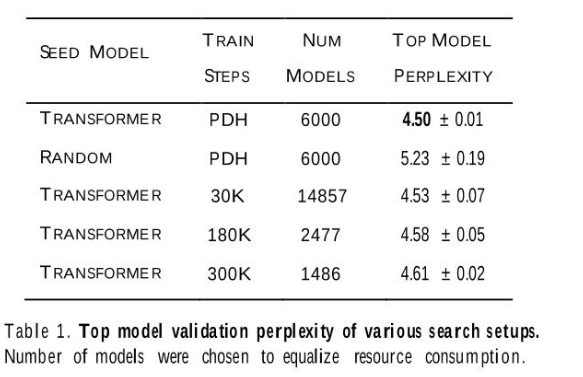 SEED MODEL TRAIN STEPS NUM MODELS TOP MODEL PERPLEXITY
TRANSFORMER PDH 6000 4.50 ± 0.01
RANDOM PDH 6000 5.23 ± 0.19
TRANSFORMER 30K 14857 4.53 ± 0.07
TRANSFORMER 180K 2477 4.58 ± 0.05
TRANSFORMER 300K 1486 4.61 ± 0.02
Table 1. Top model validation perplexity of various search setups.
Number of models were chosen to equalize resource consumption.